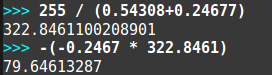 >>> 255 / (0.54308+0.24677)
322.8461100208901
>>> -(-0.2467 * 322.8461)
79.64613287